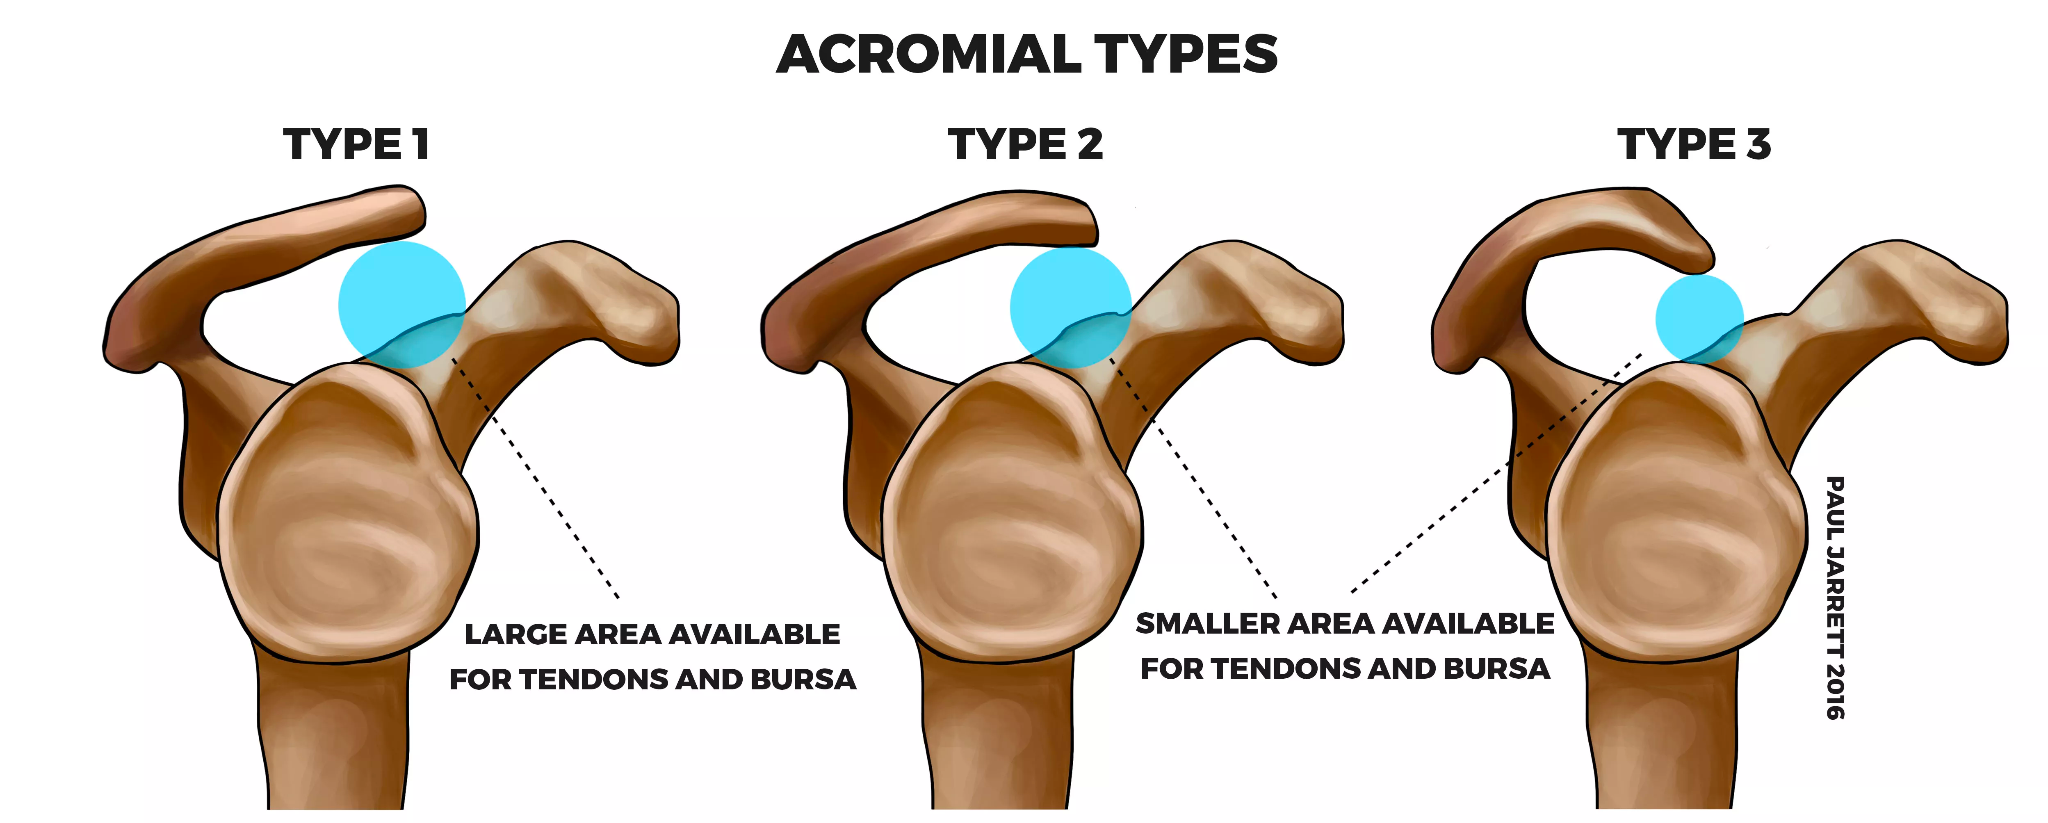 ACROMIAL TYPES
TYPE 1
TYPE 2
TYPE 3
LARGE AREA AVAILABLE
FOR TENDONS AND BURSA
SMALLER AREA AVAILABLE
FOR TENDONS AND BURSA
PAUL JARRETT 2016